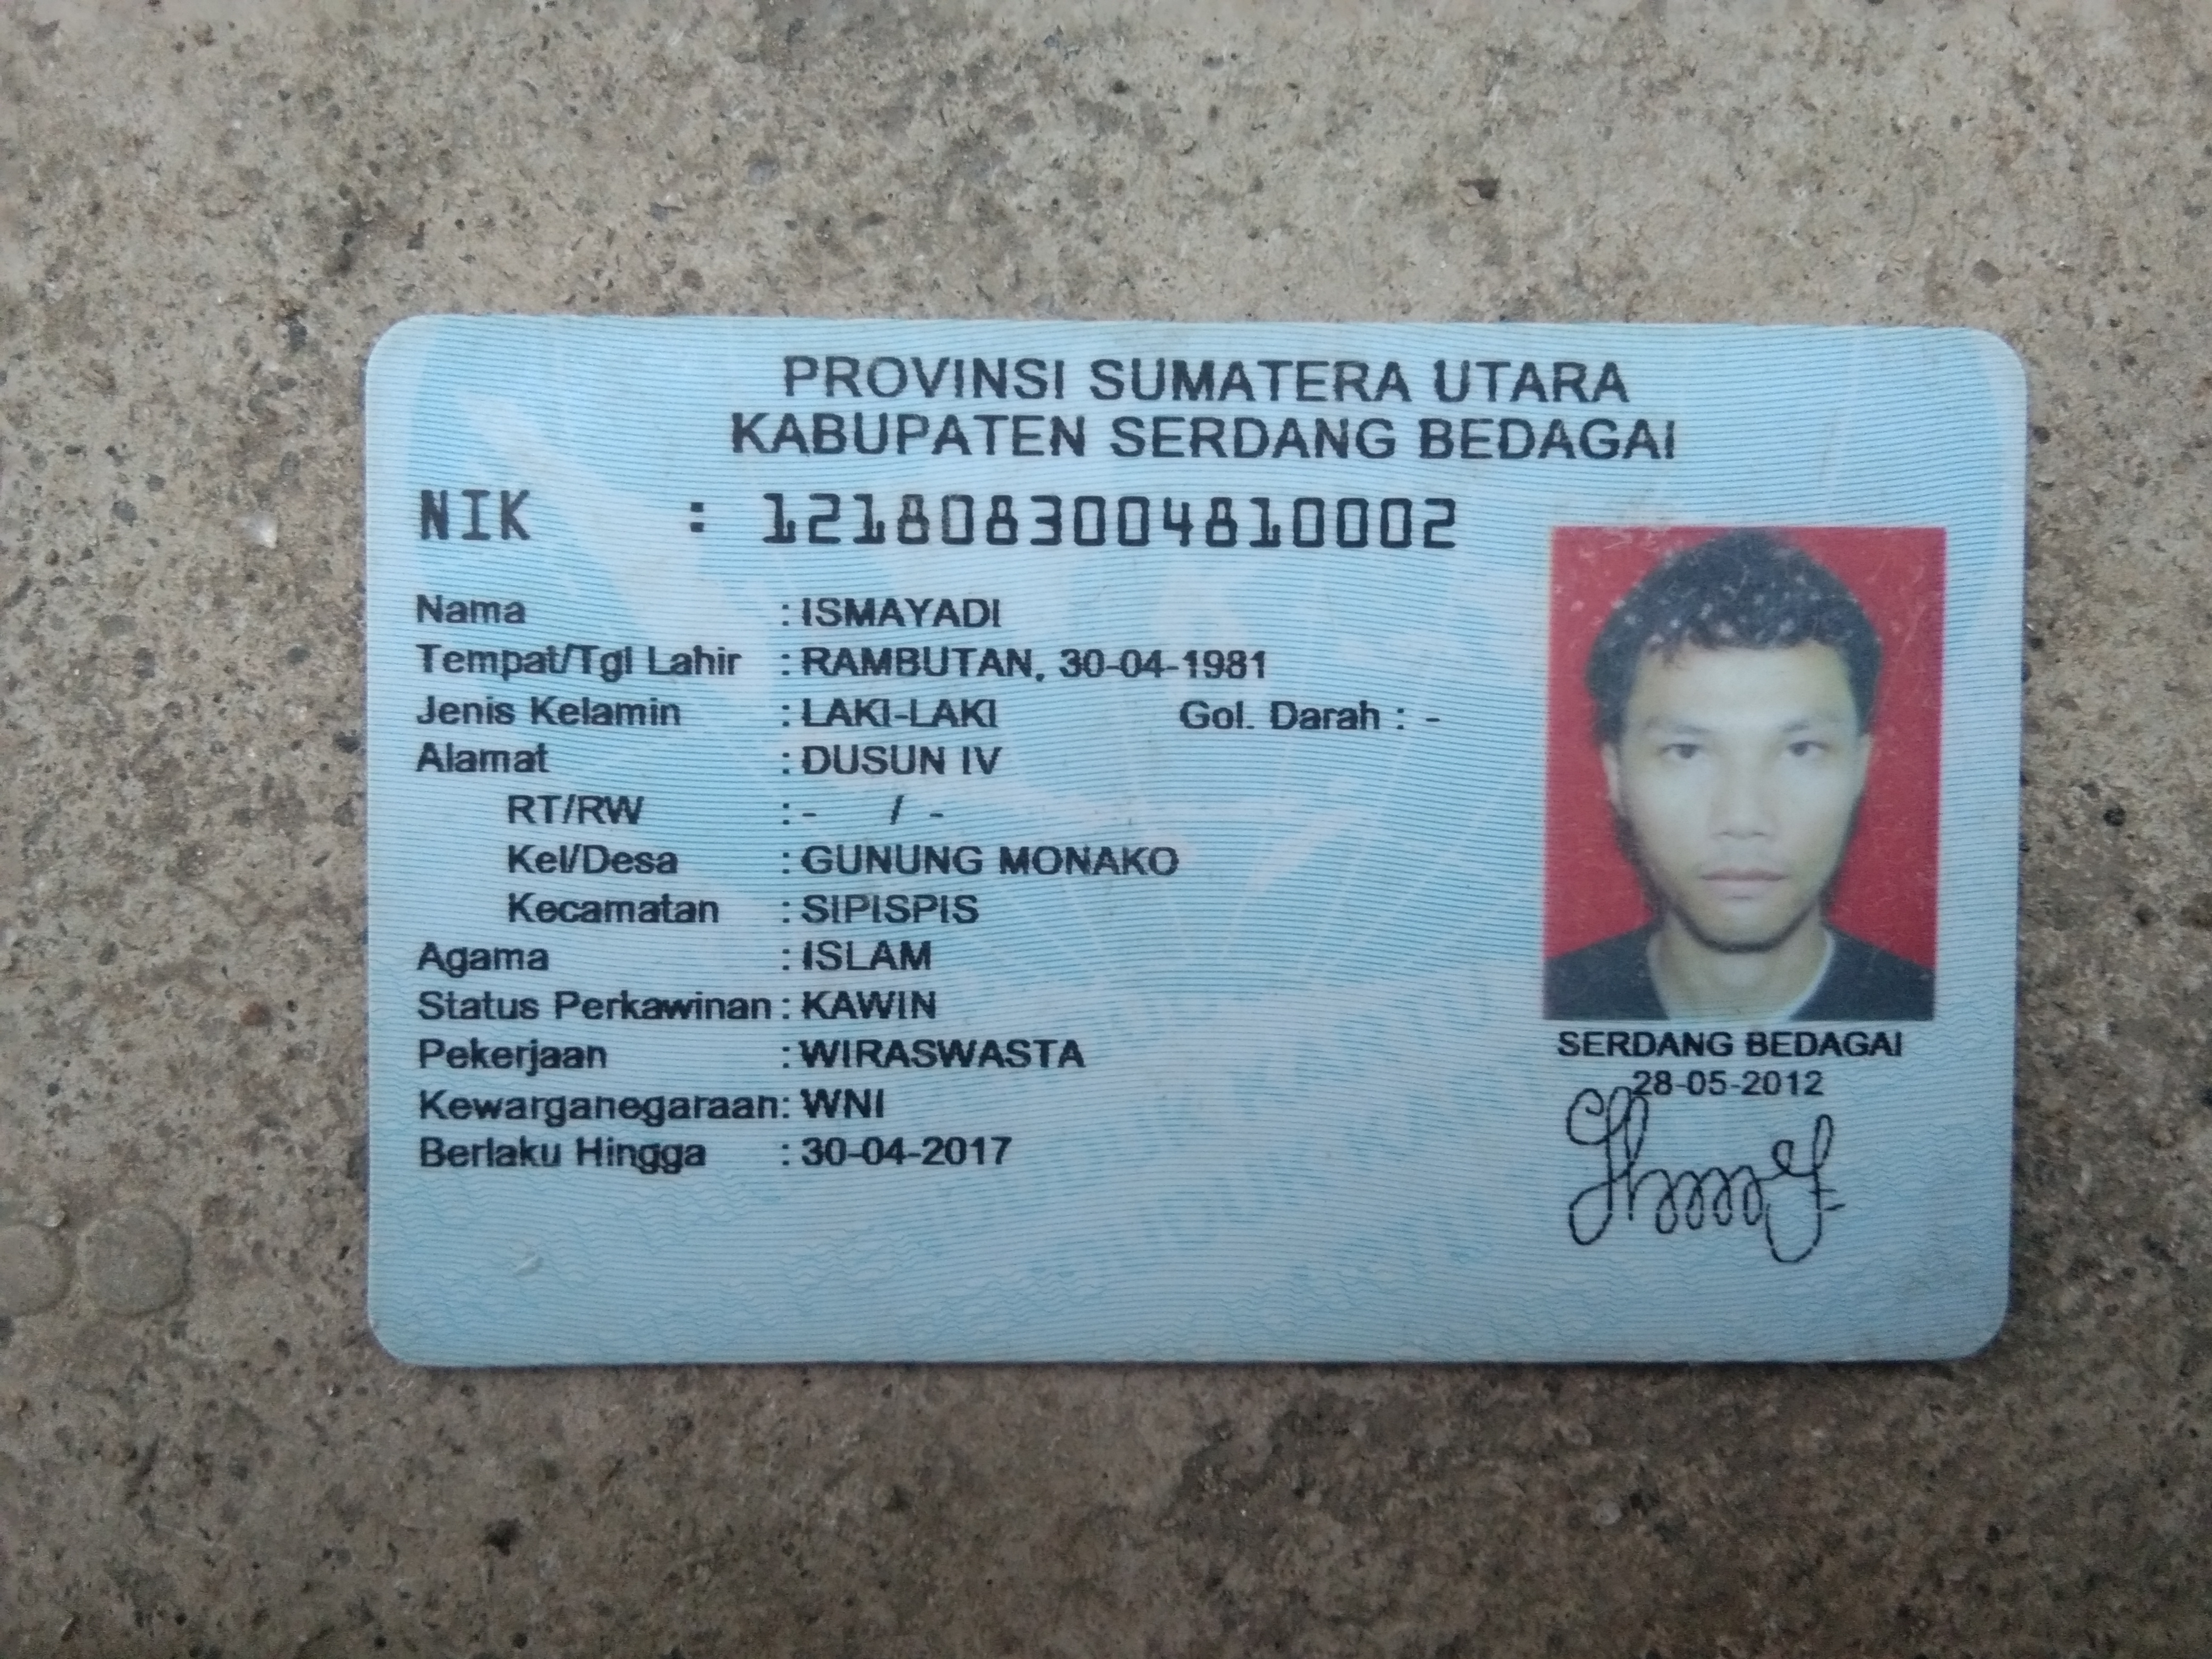 PROVINSI SUMATERA UTARA
KABUPATEN SERDANG BEDAGAI
NIK : 1218083004810002
Nama : ISMAYADI
Tempat/Tgl Lahir : RAMBUTAN, 30-04-1981
Jenis Kelamin : LAKI-LAKI Gol. Darah : -
Alamat : DUSUN IV
RT/RW : - / -
Kel/Desa : GUNUNG MONAKO
Kecamatan : SIPISPIS
Agama : ISLAM
Status Perkawinan : KAWIN
Pekerjaan : WIRASWASTA
Kewarganegaraan: WNI
Berlaku Hingga : 30-04-2017
SERDANG BEDAGAI
28-05-2012